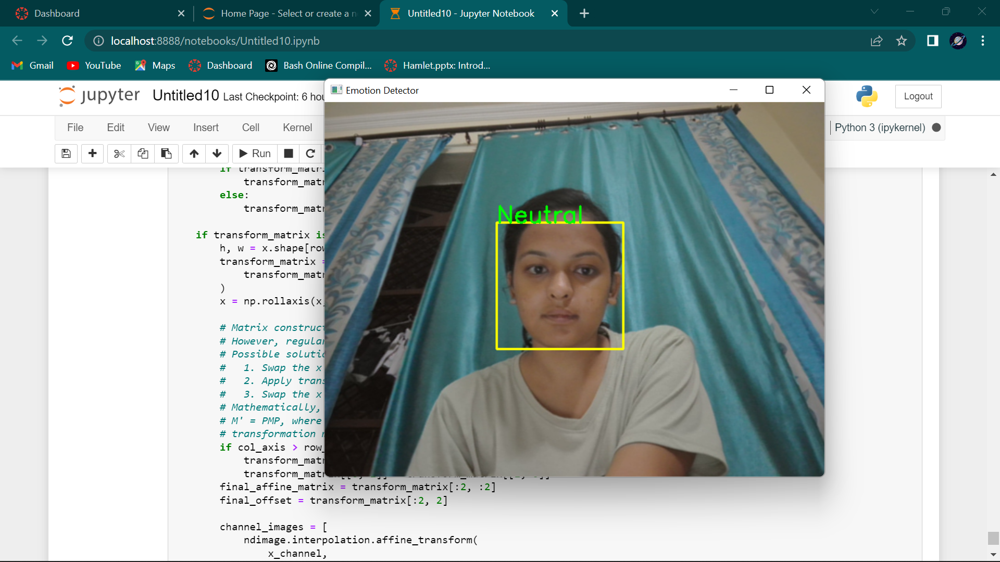 Dashboard
Home Page - Select or create a n
Untitled10 - Jupyter Notebook
localhost:8888/notebooks/Untitled10.ipynb
Gmail
YouTube
Maps
Dashboard
Bash Online Compil...
Hamlet.pptx: Introd...
jupyter
Untitled10 Last Checkpoint: 6 hou
Emotion Detector
Logout
File
Edit
View
Insert
Cell
Kernel
Python 3 (ipykernel)
Run
if transform_matri
transform_matr
else:
transform_matr
if transform_matrix is
h, w = x.shape[row
transform_matrix =
transform_matr
)
x = np.rollaxis(x,
# Matrix construct
# However, regular
# Possible solutio
# 1. Swap the x
# 2. Apply trans
# 3. Swap the x
# Mathematically,
# M' = PMP, where
# transformation m
if col_axis > row_
transform_matr
transform_matrix[[
final_affine_matrix = transform_matrix[:2, :2]
final_offset = transform_matrix[:2, 2]
channel_images = [
ndimage.interpolation.affine_transform(
x_channel,
Neutral